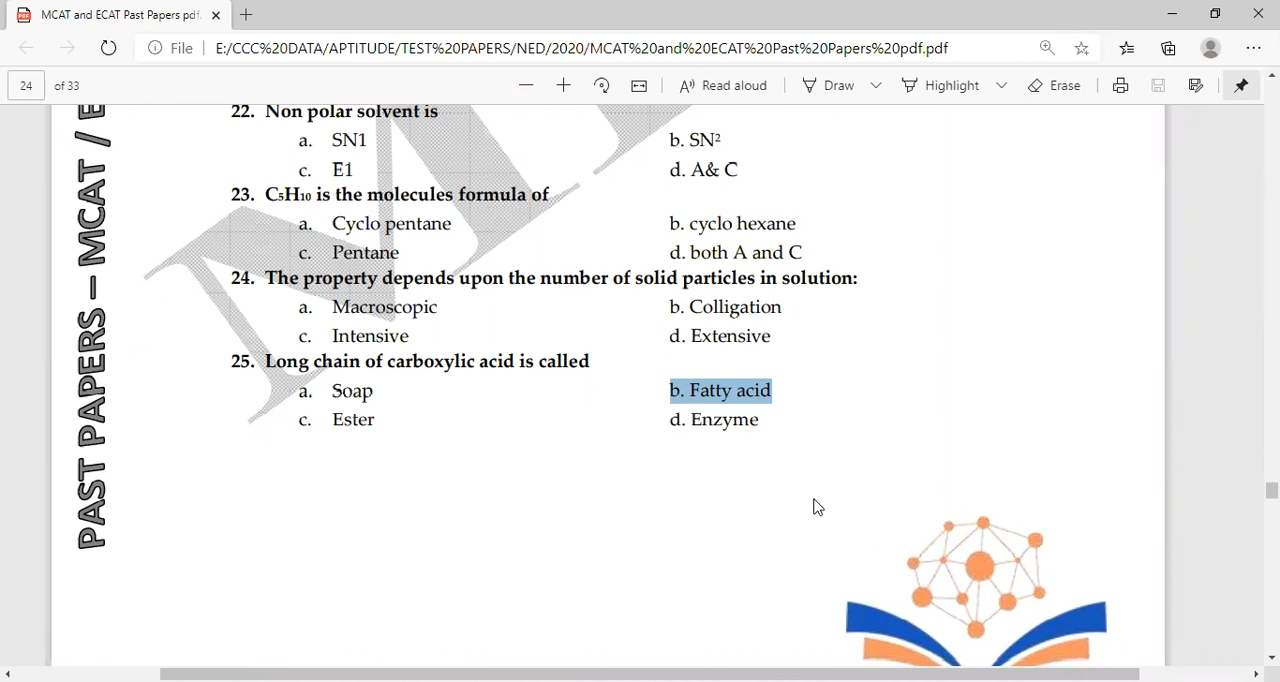 MCAT and ECAT Past Papers pdf.
File E:/CCC%20DATA/APTITUDE/TEST%20PAPERS/NED/2020/MCAT%20and%20ECAT%20Past%20Papers%20pdf.pdf
24 of 33 Read aloud Draw Highlight Erase
22. Non polar solvent is
a. SN1 b. SN²
c. E1 d. A& C
23. C₅H₁₀ is the molecules formula of
a. Cyclo pentane b. cyclo hexane
c. Pentane d. both A and C
24. The property depends upon the number of solid particles in solution:
a. Macroscopic b. Colligation
c. Intensive d. Extensive
25. Long chain of carboxylic acid is called
a. Soap b. Fatty acid
c. Ester d. Enzyme
PAST PAPERS – MCAT / E